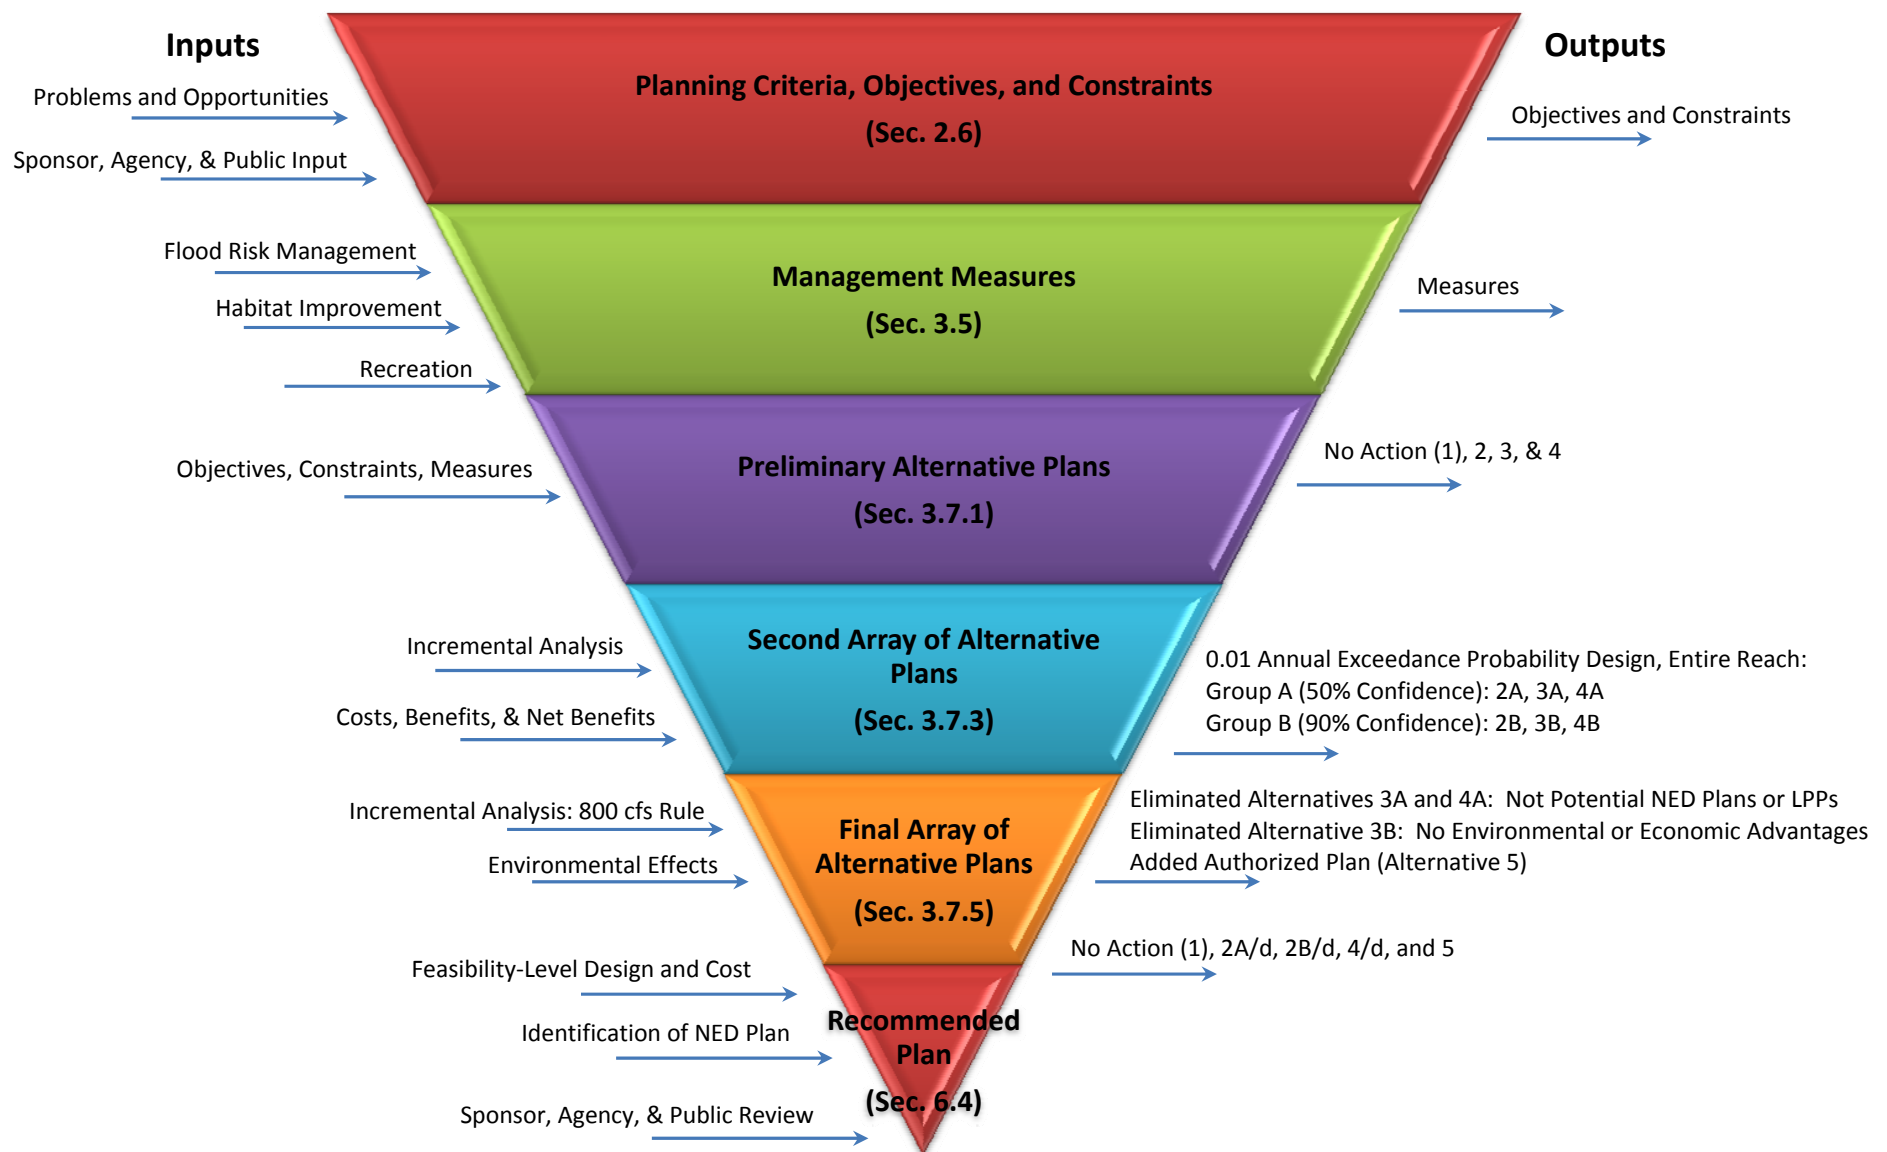 Inputs
Outputs
Planning Criteria, Objectives, and Constraints
(Sec. 2.6)
Problems and Opportunities
Sponsor, Agency, & Public Input
Objectives and Constraints
Management Measures
(Sec. 3.5)
Flood Risk Management
Habitat Improvement
Recreation
Measures
Preliminary Alternative Plans
(Sec. 3.7.1)
Objectives, Constraints, Measures
No Action (1), 2, 3, & 4
Second Array of Alternative
Plans
(Sec. 3.7.3)
Incremental Analysis
Costs, Benefits, & Net Benefits
0.01 Annual Exceedance Probability Design, Entire Reach:
Group A (50% Confidence): 2A, 3A, 4A
Group B (90% Confidence): 2B, 3B, 4B
Final Array of
Alternative Plans
(Sec. 3.7.5)
Incremental Analysis: 800 cfs Rule
Environmental Effects
Eliminated Alternatives 3A and 4A:  Not Potential NED Plans or LPPs
Eliminated Alternative 3B:  No Environmental or Economic Advantages
Added Authorized Plan (Alternative 5)
Recommended
Plan
(Sec. 6.4)
Feasibility-Level Design and Cost
Identification of NED Plan
Sponsor, Agency, & Public Review
No Action (1), 2A/d, 2B/d, 4/d, and 5